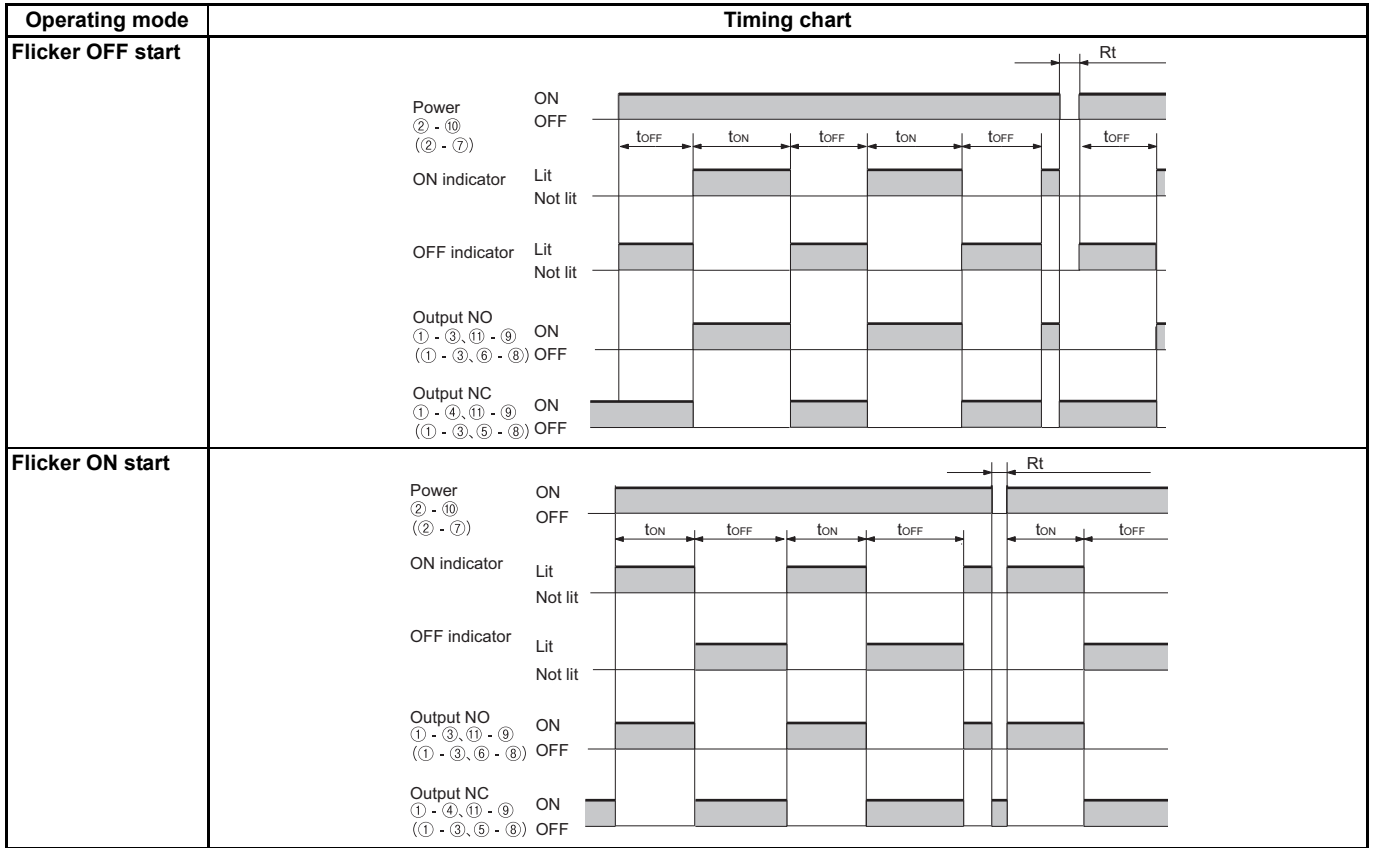 Operating mode
Timing chart
Flicker OFF start
Rt
Power
② - ⑩
(② - ⑦)
ON
OFF
tOFF tON tOFF tON tOFF tOFF
ON indicator
Lit
Not lit
OFF indicator
Lit
Not lit
Output NO
① - ③、⑪ - ⑨
(① - ③、⑥ - ⑧)
ON
OFF
Output NC
① - ④、⑪ - ⑨
(① - ③、⑤ - ⑧)
ON
OFF
Flicker ON start
Rt
Power
② - ⑩
(② - ⑦)
ON
OFF
tON tOFF tON tOFF tON tOFF
ON indicator
Lit
Not lit
OFF indicator
Lit
Not lit
Output NO
① - ③、⑪ - ⑨
(① - ③、⑥ - ⑧)
ON
OFF
Output NC
① - ④、⑪ - ⑨
(① - ③、⑤ - ⑧)
ON
OFF